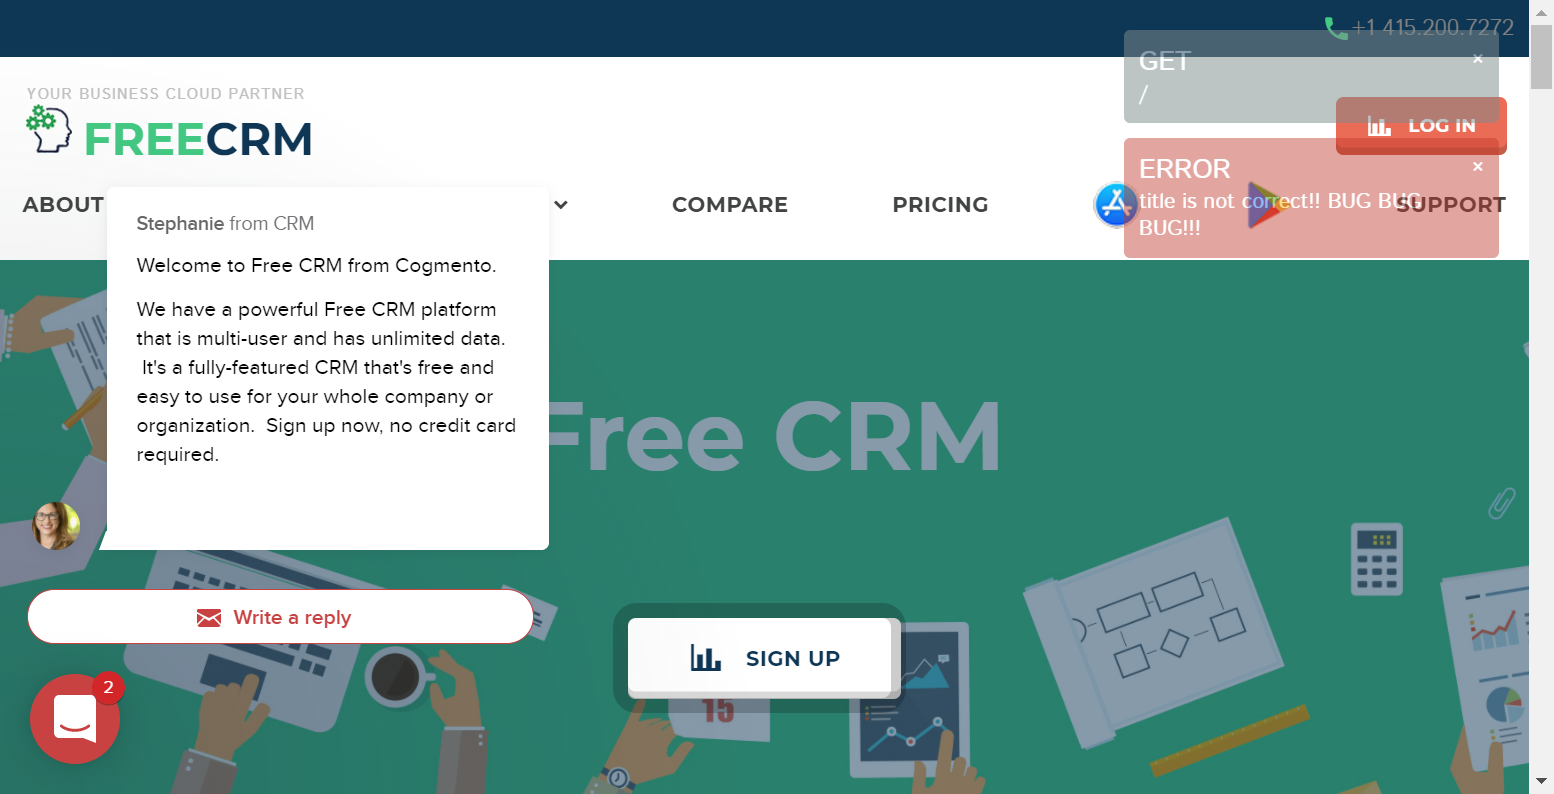 +1 415.200.7272
GET ×
/
YOUR BUSINESS CLOUD PARTNER
FREECRM
LOG IN
ERROR ×
title is not correct!! BUG BUG
BUG!!!
ABOUT
COMPARE
PRICING
SUPPORT
Stephanie from CRM
Welcome to Free CRM from Cogmento.
We have a powerful Free CRM platform
that is multi-user and has unlimited data.
It's a fully-featured CRM that's free and
easy to use for your whole company or
organization. Sign up now, no credit card
required.
Free CRM
Write a reply
SIGN UP
2
15